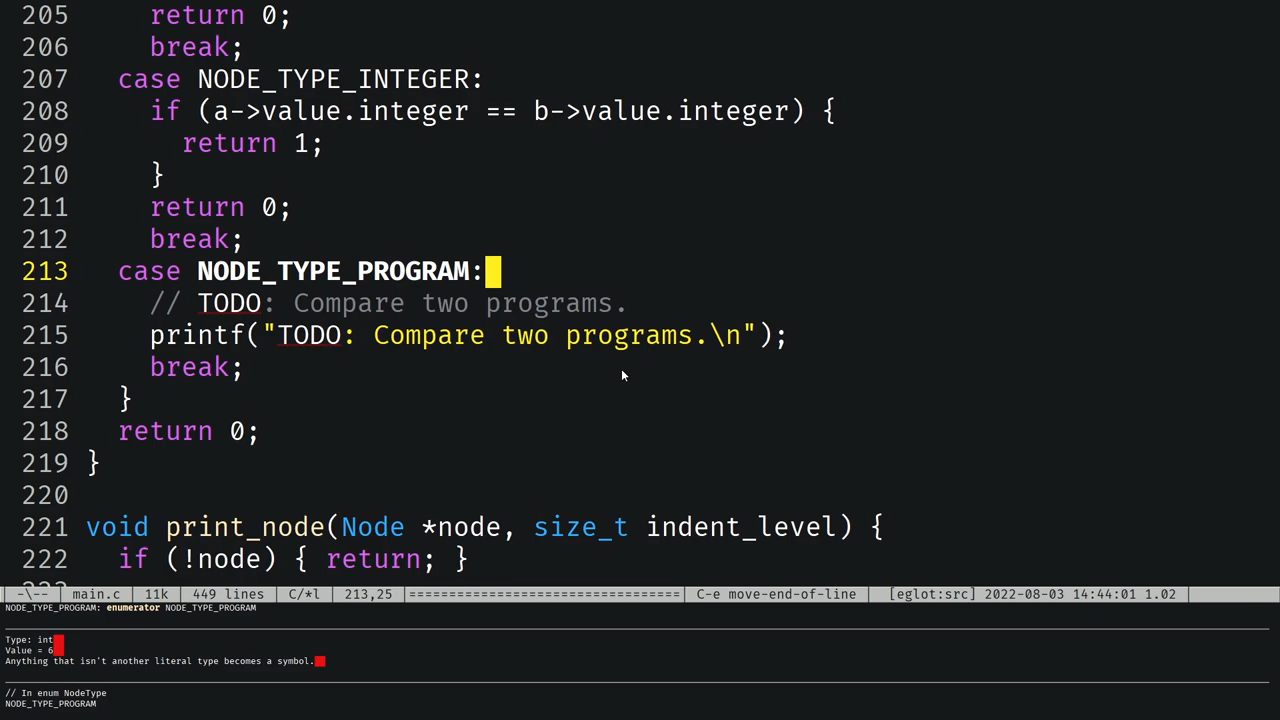 205     return 0;
206     break;
207   case NODE_TYPE_INTEGER:
208     if (a->value.integer == b->value.integer) {
209       return 1;
210     }
211     return 0;
212     break;
213   case NODE_TYPE_PROGRAM:
214     // TODO: Compare two programs.
215     printf("TODO: Compare two programs.\n");
216     break;
217   }
218   return 0;
219 }
220
221 void print_node(Node *node, size_t indent_level) {
222   if (!node) { return; }
-\-- main.c 11k 449 lines C/*l 213,25 ================================== C-e move-end-of-line [eglot:src] 2022-08-03 14:44:01 1.02
NODE_TYPE_PROGRAM: enumerator NODE_TYPE_PROGRAM
Type: int
Value = 6
Anything that isn't another literal type becomes a symbol.
// In enum NodeType
NODE_TYPE_PROGRAM